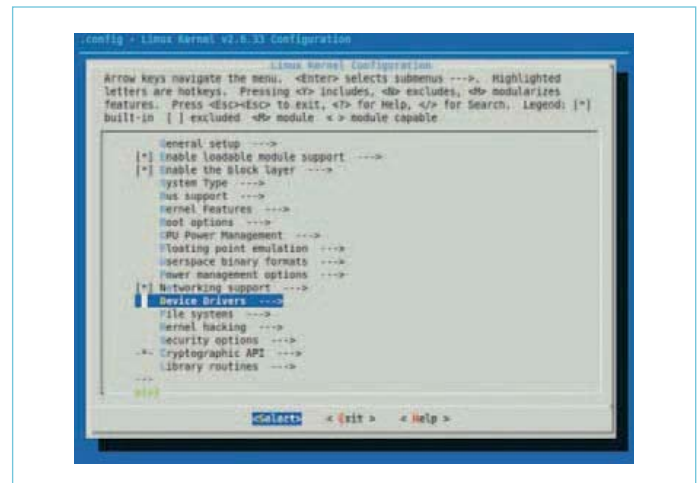 .config - Linux Kernel v2.6.33 Configuration
Linux Kernel Configuration
Arrow keys navigate the menu.  <Enter> selects submenus --->.  Highlighted
letters are hotkeys.  Pressing <Y> includes, <N> excludes, <M> modularizes
features.  Press <Esc><Esc> to exit, <?> for Help, </> for Search.  Legend: [*]
built-in  [ ] excluded  <M> module  < > module capable
General setup  --->
[*] Enable loadable module support  --->
[*] Enable the block layer  --->
System Type  --->
Bus support  --->
Kernel Features  --->
Boot options  --->
CPU Power Management  --->
Floating point emulation  --->
Userspace binary formats  --->
Power management options  --->
[*] Networking support  --->
Device Drivers  --->
File systems  --->
Kernel hacking  --->
Security options  --->
-*- Cryptographic API  --->
Library routines  --->
---
<Select>    < Exit >    < Help >